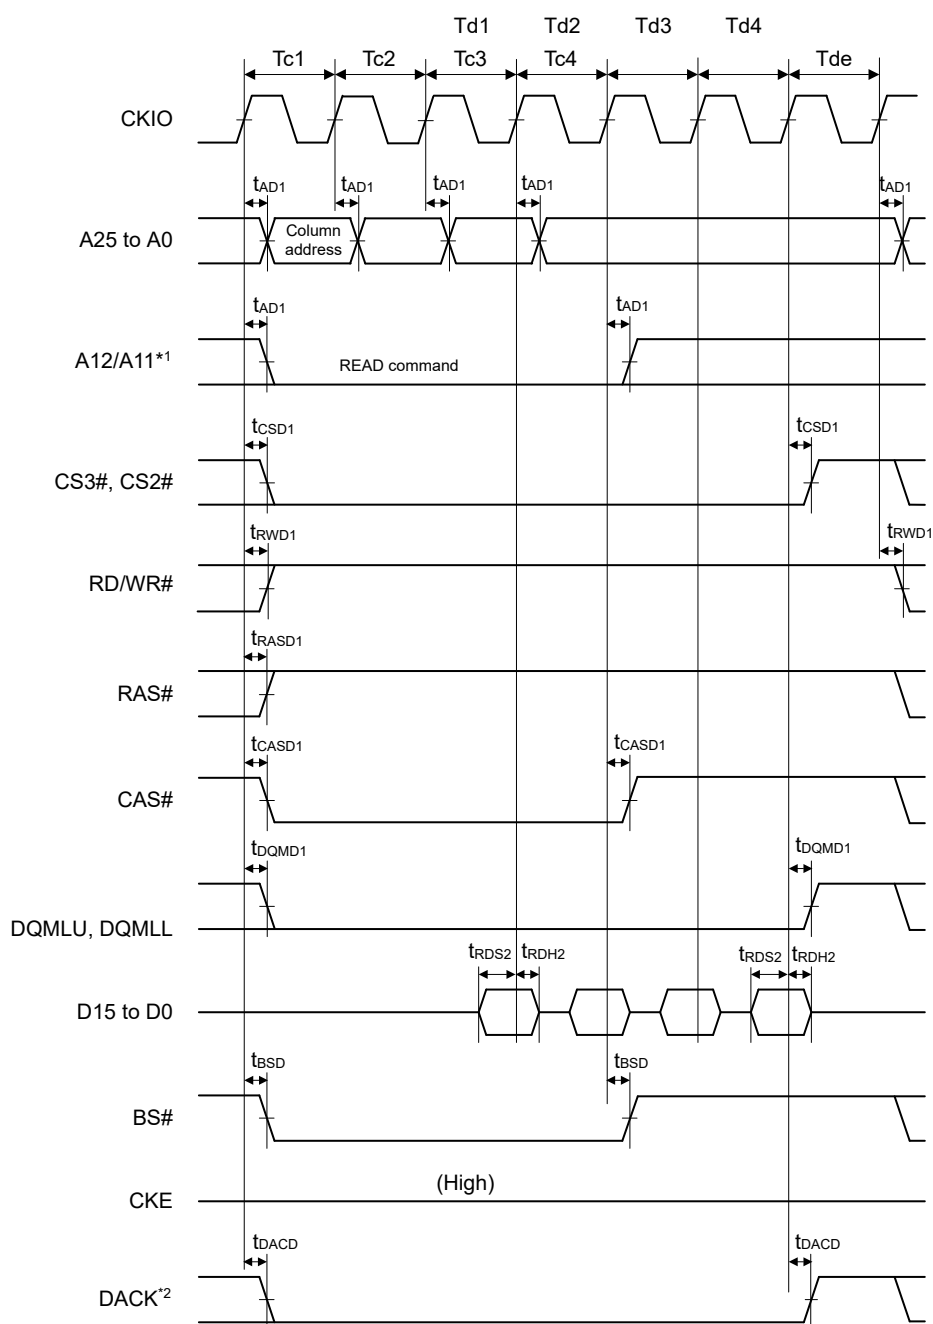 Td1 Td2 Td3 Td4
Tc1 Tc2 Tc3 Tc4 Tde
CKIO
tAD1 tAD1 tAD1 tAD1 tAD1
A25 to A0
Column
address
tAD1 tAD1
A12/A11*1
READ command
tCSD1 tCSD1
CS3#, CS2#
tRWD1 tRWD1
RD/WR#
tRASD1
RAS#
tCASD1 tCASD1
CAS#
tDQMD1 tDQMD1
DQMLU, DQMLL
tRDS2 tRDH2 tRDS2 tRDH2
D15 to D0
tBSD tBSD
BS#
(High)
CKE
tDACD tDACD
DACK*2